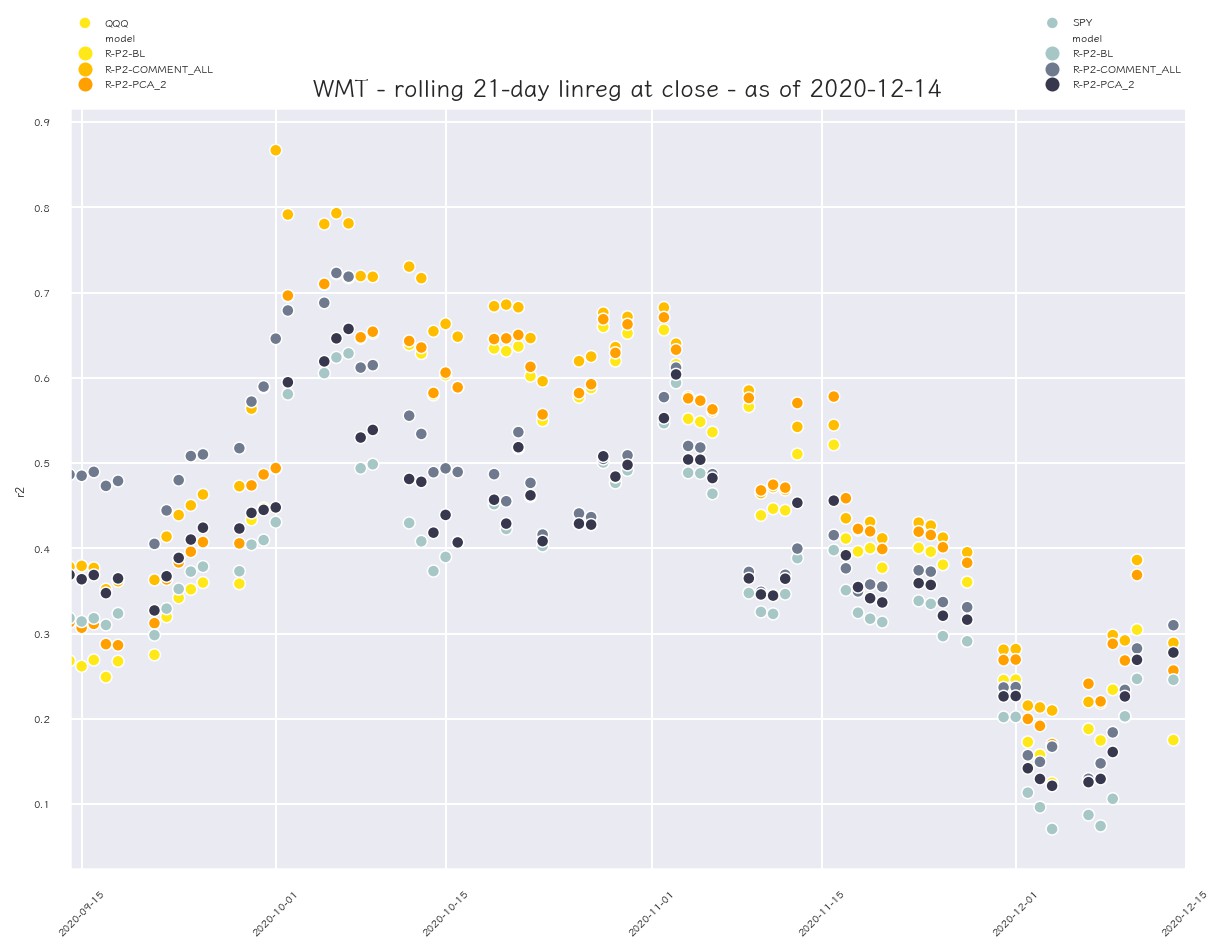 QQQ
model
R-P2-BL
R-P2-COMMENT_ALL
R-P2-PCA_2
SPY
model
R-P2-BL
R-P2-COMMENT_ALL
R-P2-PCA_2
WMT - rolling 21-day linreg at close - as of 2020-12-14
0.9
0.8
0.7
0.6
0.5
0.4
0.3
0.2
0.1
r2
2020-09-15
2020-10-01
2020-10-15
2020-11-01
2020-11-15
2020-12-01
2020-12-15